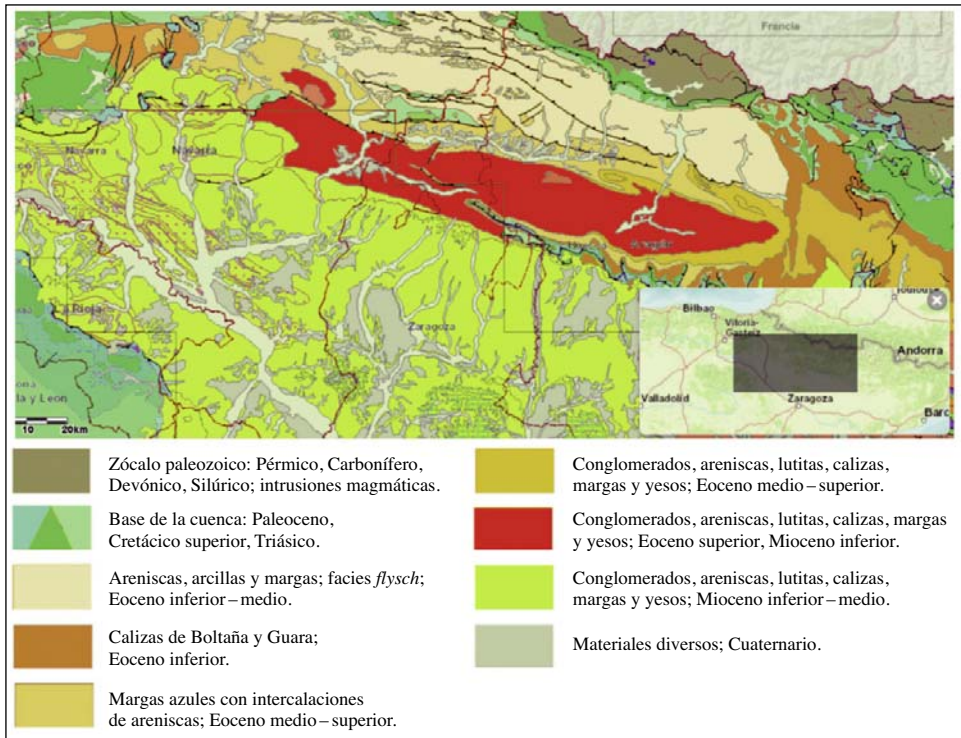 Francia
Navarra
Navarra
Aragón
La Rioja
Zaragoza
la y Leon
10 20km
Bilbao
Vitoria-
Gasteiz
Andorra
Valladolid
Zaragoza
Barc
Zócalo paleozoico: Pérmico, Carbonífero,
Devónico, Silúrico; intrusiones magmáticas.
Base de la cuenca: Paleoceno,
Cretácico superior, Triásico.
Areniscas, arcillas y margas; facies flysch;
Eoceno inferior – medio.
Calizas de Boltaña y Guara;
Eoceno inferior.
Margas azules con intercalaciones
de areniscas; Eoceno medio – superior.
Conglomerados, areniscas, lutitas, calizas,
margas y yesos; Eoceno medio – superior.
Conglomerados, areniscas, lutitas, calizas, margas
y yesos; Eoceno superior, Mioceno inferior.
Conglomerados, areniscas, lutitas, calizas,
margas y yesos; Mioceno inferior – medio.
Materiales diversos; Cuaternario.